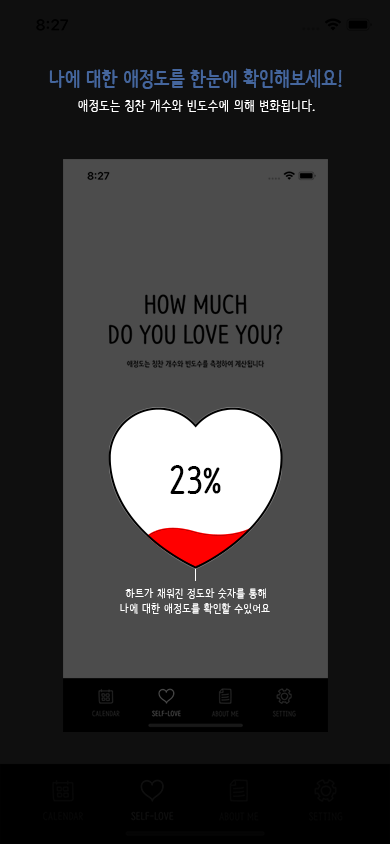 8:27
나에 대한 애정도를 한눈에 확인해보세요!
애정도는 칭찬 개수와 빈도수에 의해 변화됩니다.
8:27
HOW MUCH
DO YOU LOVE YOU?
애정도는 칭찬 개수와 빈도수를 측정하여 계산됩니다
23%
하트가 채워진 정도와 숫자를 통해
나에 대한 애정도를 확인할 수있어요
CALENDAR SELF-LOVE ABOUT ME SETTING
CALENDAR SELF-LOVE ABOUT ME SETTING